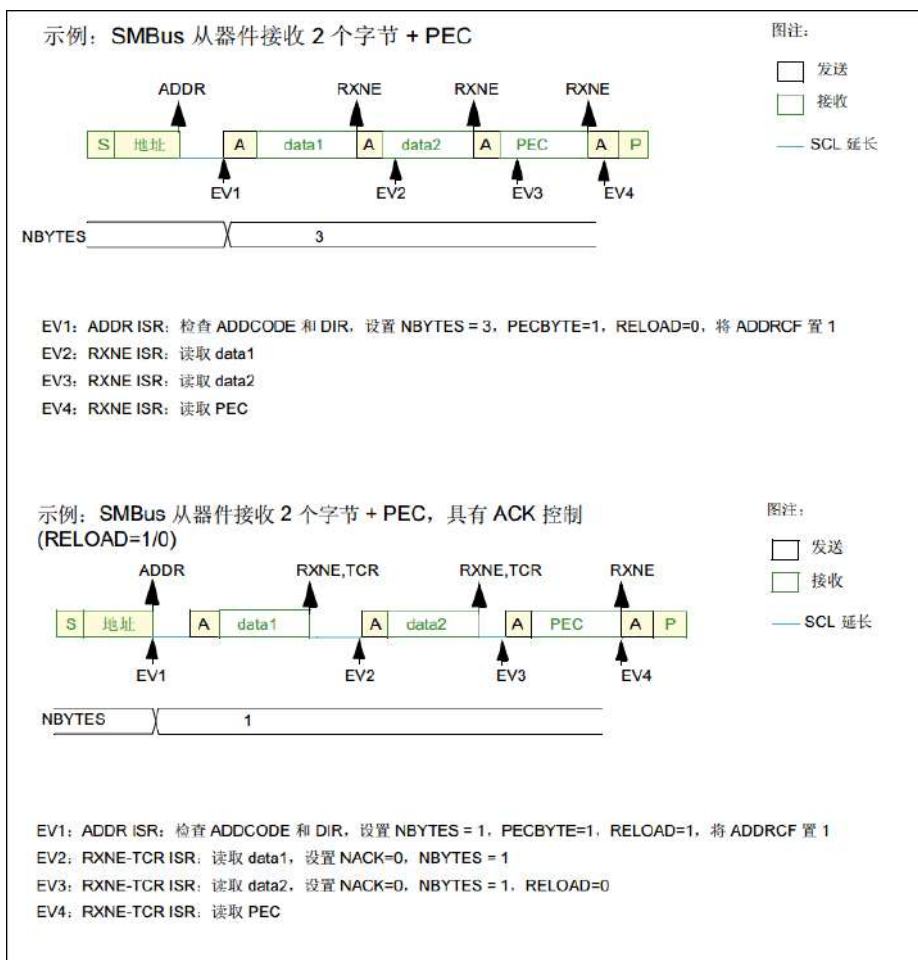 示例：SMBus 从器件接收 2 个字节 + PEC
图注：
发送
接收
SCL 延长
ADDR RXNE RXNE RXNE
S 地址 A data1 A data2 A PEC A P
EV1 EV2 EV3 EV4
NBYTES 3
EV1：ADDR ISR：检查 ADDCODE 和 DIR，设置 NBYTES = 3，PECBYTE=1，RELOAD=0，将 ADDRCF 置 1
EV2：RXNE ISR：读取 data1
EV3：RXNE ISR：读取 data2
EV4：RXNE ISR：读取 PEC
示例：SMBus 从器件接收 2 个字节 + PEC，具有 ACK 控制
(RELOAD=1/0)
图注：
发送
接收
SCL 延长
ADDR RXNE,TCR RXNE,TCR RXNE
S 地址 A data1 A data2 A PEC A P
EV1 EV2 EV3 EV4
NBYTES 1
EV1：ADDR ISR：检查 ADDCODE 和 DIR，设置 NBYTES = 1，PECBYTE=1，RELOAD=1，将 ADDRCF 置 1
EV2：RXNE-TCR ISR：读取 data1，设置 NACK=0，NBYTES = 1
EV3：RXNE-TCR ISR：读取 data2，设置 NACK=0，NBYTES = 1，RELOAD=0
EV4：RXNE-TCR ISR：读取 PEC